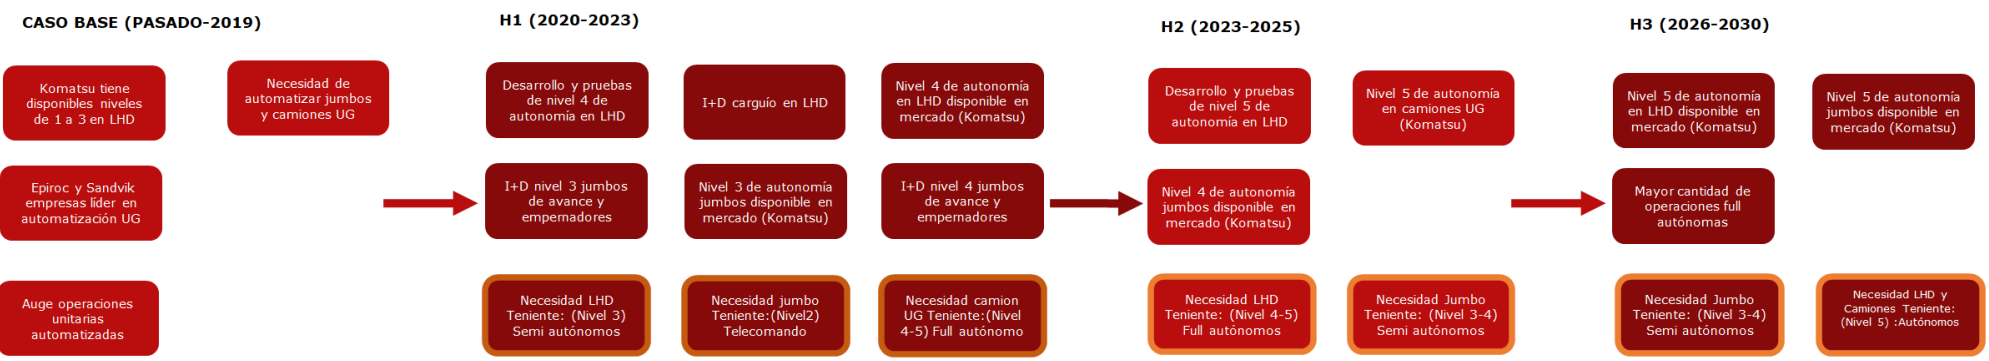 CASO BASE (PASADO-2019)
Komatsu tiene
disponibles niveles
de 1 a 3 en LHD
Necesidad de
automatizar jumbos
y camiones UG
Epiroc y Sandvik
empresas líder en
automatización UG
Auge operaciones
unitarias
automatizadas
H1 (2020-2023)
Desarrollo y pruebas
de nivel 4 de
autonomía en LHD
I+D carguío en LHD
Nivel 4 de autonomía
en LHD disponible en
mercado (Komatsu)
I+D nivel 3 jumbos
de avance y
empernadores
Nivel 3 de autonomía
jumbos disponible en
mercado (Komatsu)
I+D nivel 4 jumbos
de avance y
empernadores
Necesidad LHD
Teniente: (Nivel 3)
Semi autónomos
Necesidad jumbo
Teniente:(Nivel2)
Telecomando
Necesidad camion
UG Teniente:(Nivel
4-5) Full autónomo
H2 (2023-2025)
Desarrollo y pruebas
de nivel 5 de
autonomía en LHD
Nivel 5 de autonomía
en camiones UG
(Komatsu)
Nivel 4 de autonomía
jumbos disponible en
mercado (Komatsu)
Necesidad LHD
Teniente: (Nivel 4-5)
Full autónomos
Necesidad Jumbo
Teniente: (Nivel 3-4)
Semi autónomos
H3 (2026-2030)
Nivel 5 de autonomía
en LHD disponible en
mercado (Komatsu)
Nivel 5 de autonomía
jumbos disponible en
mercado (Komatsu)
Mayor cantidad de
operaciones full
autónomas
Necesidad Jumbo
Teniente: (Nivel 3-4)
Semi autónomos
Necesidad LHD y
Camiones Teniente:
(Nivel 5) :Autónomos